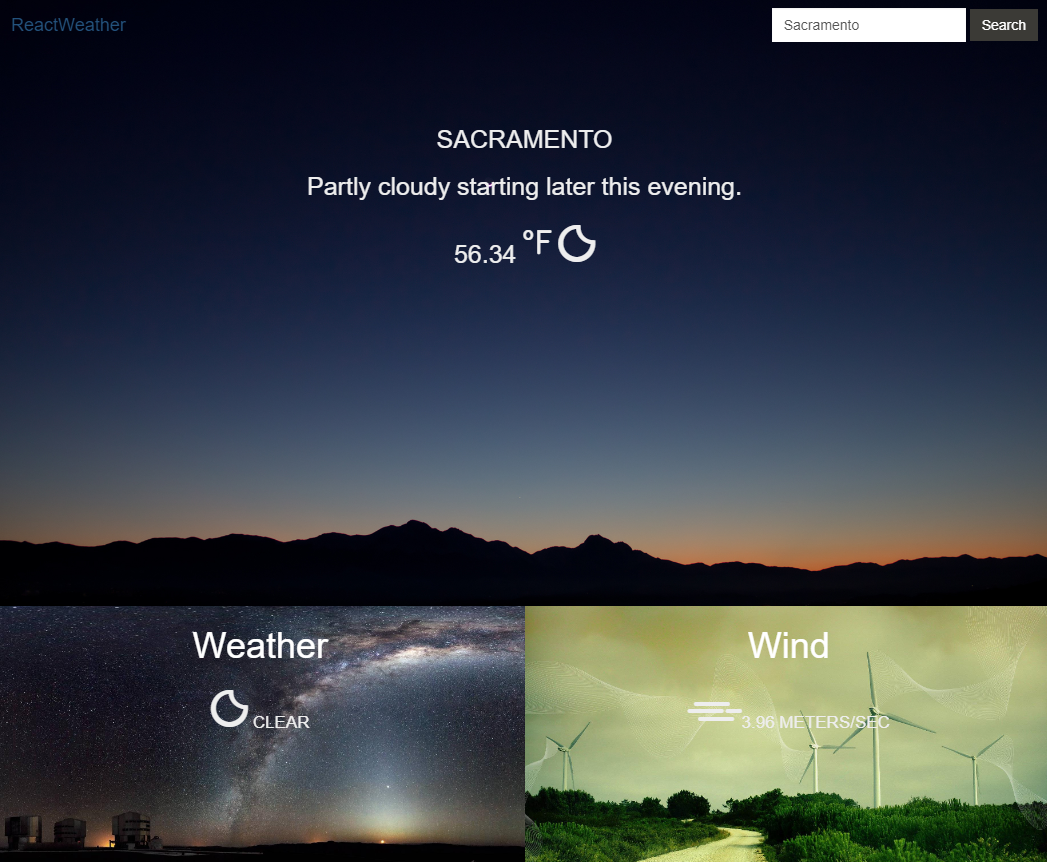 ReactWeather
Sacramento
Search
SACRAMENTO
Partly cloudy starting later this evening.
56.34 °F
Weather
CLEAR
Wind
3.96 METERS/SEC